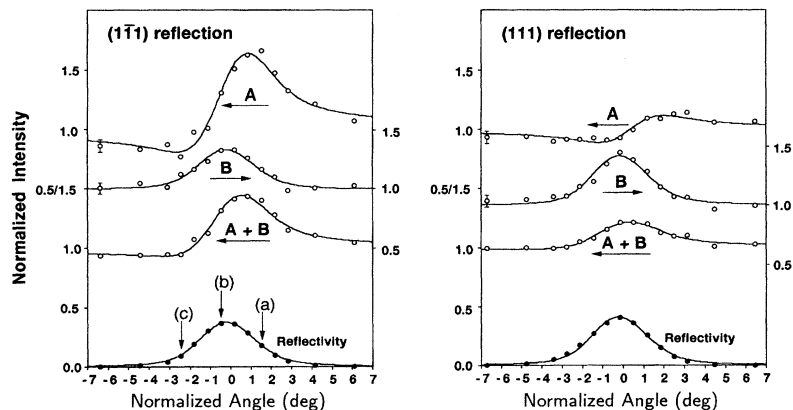 (11̄1) reflection
Normalized Intensity
1.5
1.0
0.5/1.5
1.0
0.5
0.0
1.5
1.0
0.5
A
B
A + B
(c)
(b)
(a)
Reflectivity
-7 -6 -5 -4 -3 -2 -1 0 1 2 3 4 5 6 7
Normalized Angle (deg)
(111) reflection
1.5
1.0
0.5/1.5
1.0
0.5
0.0
1.5
1.0
0.5
A
B
A + B
Reflectivity
-7 -6 -5 -4 -3 -2 -1 0 1 2 3 4 5 6 7
Normalized Angle (deg)